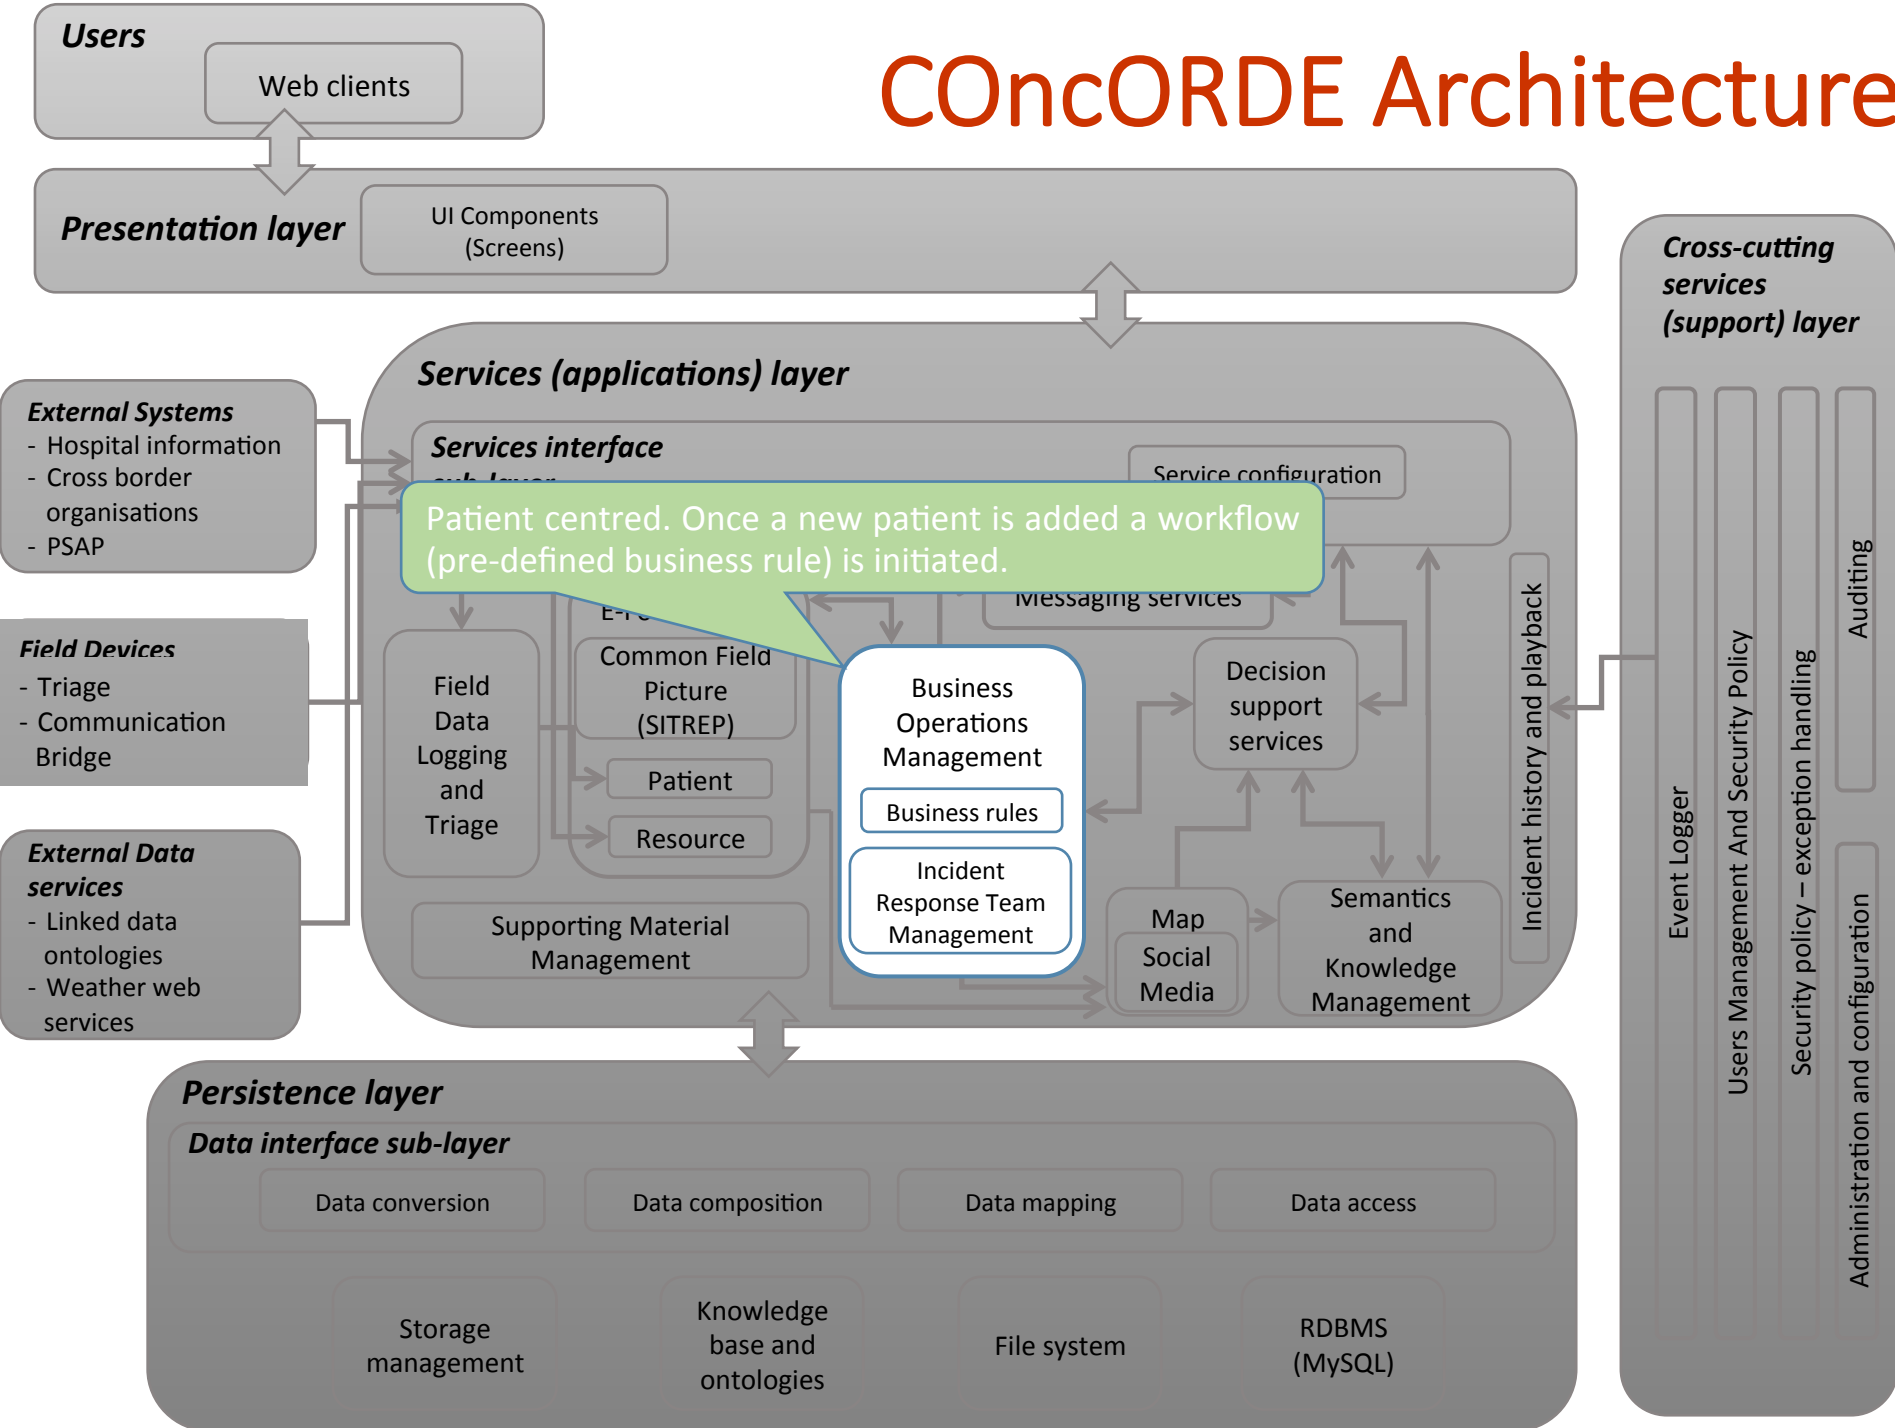 Users
Web clients
COncORDE Architecture
Presentation layer
UI Components
(Screens)
Cross-cutting
services
(support) layer
Services (applications) layer
External Systems
- Hospital information
- Cross border
organisations
- PSAP
Services interface
sub-layer
Service configuration
Patient centred. Once a new patient is added a workflow
(pre-defined business rule) is initiated.
Messaging services
Field Devices
- Triage
- Communication
Bridge
Field
Data
Logging
and
Triage
Common Field
Picture
(SITREP)
Patient
Resource
Business
Operations
Management
Business rules
Incident
Response Team
Management
Decision
support
services
Incident history and playback
External Data
services
- Linked data
ontologies
- Weather web
services
Supporting Material
Management
Map
Social
Media
Semantics
and
Knowledge
Management
Event Logger
Users Management And Security Policy
Security policy – exception handling
Auditing
Administration and configuration
Persistence layer
Data interface sub-layer
Data conversion
Data composition
Data mapping
Data access
Storage
management
Knowledge
base and
ontologies
File system
RDBMS
(MySQL)